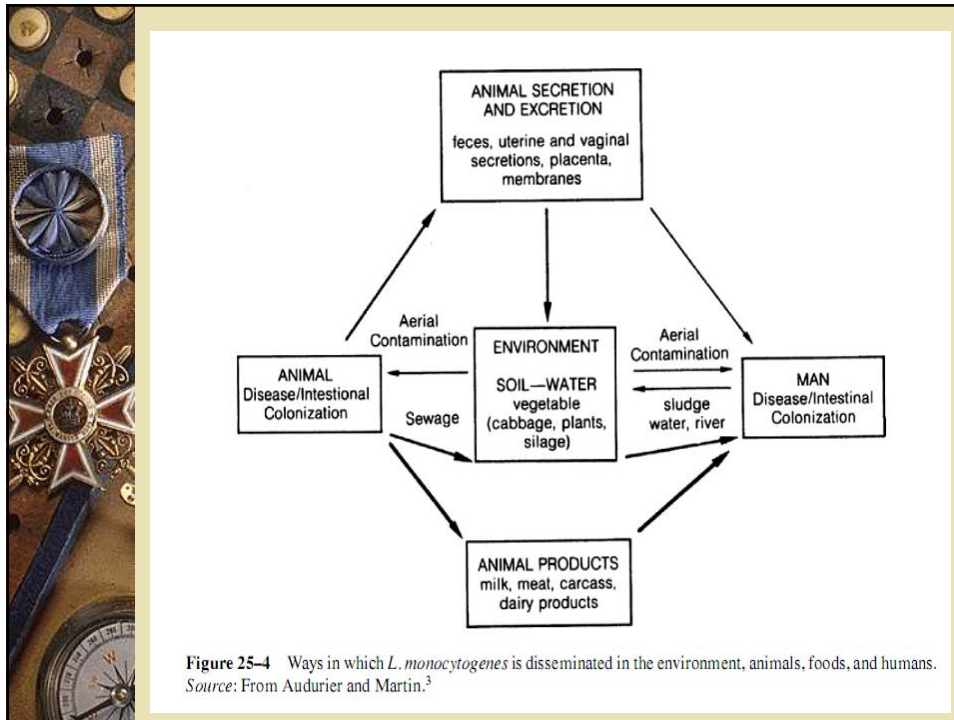 ANIMAL SECRETION
AND EXCRETION
feces, uterine and vaginal
secretions, placenta,
membranes
Aerial
Contamination
ENVIRONMENT
SOIL—WATER
vegetable
(cabbage, plants,
silage)
Aerial
Contamination
ANIMAL
Disease/Intestional
Colonization
Sewage
sludge
water, river
MAN
Disease/Intestinal
Colonization
ANIMAL PRODUCTS
milk, meat, carcass,
dairy products
Figure 25–4 Ways in which L. monocytogenes is disseminated in the environment, animals, foods, and humans.
Source: From Audurier and Martin.³